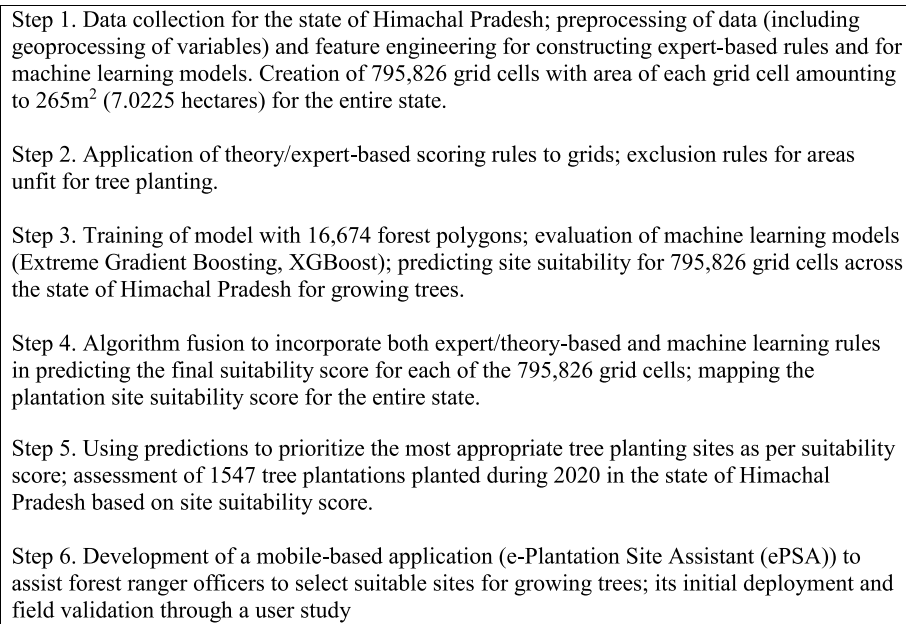 Step 1. Data collection for the state of Himachal Pradesh; preprocessing of data (including
geoprocessing of variables) and feature engineering for constructing expert-based rules and for
machine learning models. Creation of 795,826 grid cells with area of each grid cell amounting
to 265m² (7.0225 hectares) for the entire state.
Step 2. Application of theory/expert-based scoring rules to grids; exclusion rules for areas
unfit for tree planting.
Step 3. Training of model with 16,674 forest polygons; evaluation of machine learning models
(Extreme Gradient Boosting, XGBoost); predicting site suitability for 795,826 grid cells across
the state of Himachal Pradesh for growing trees.
Step 4. Algorithm fusion to incorporate both expert/theory-based and machine learning rules
in predicting the final suitability score for each of the 795,826 grid cells; mapping the
plantation site suitability score for the entire state.
Step 5. Using predictions to prioritize the most appropriate tree planting sites as per suitability
score; assessment of 1547 tree plantations planted during 2020 in the state of Himachal
Pradesh based on site suitability score.
Step 6. Development of a mobile-based application (e-Plantation Site Assistant (ePSA)) to
assist forest ranger officers to select suitable sites for growing trees; its initial deployment and
field validation through a user study